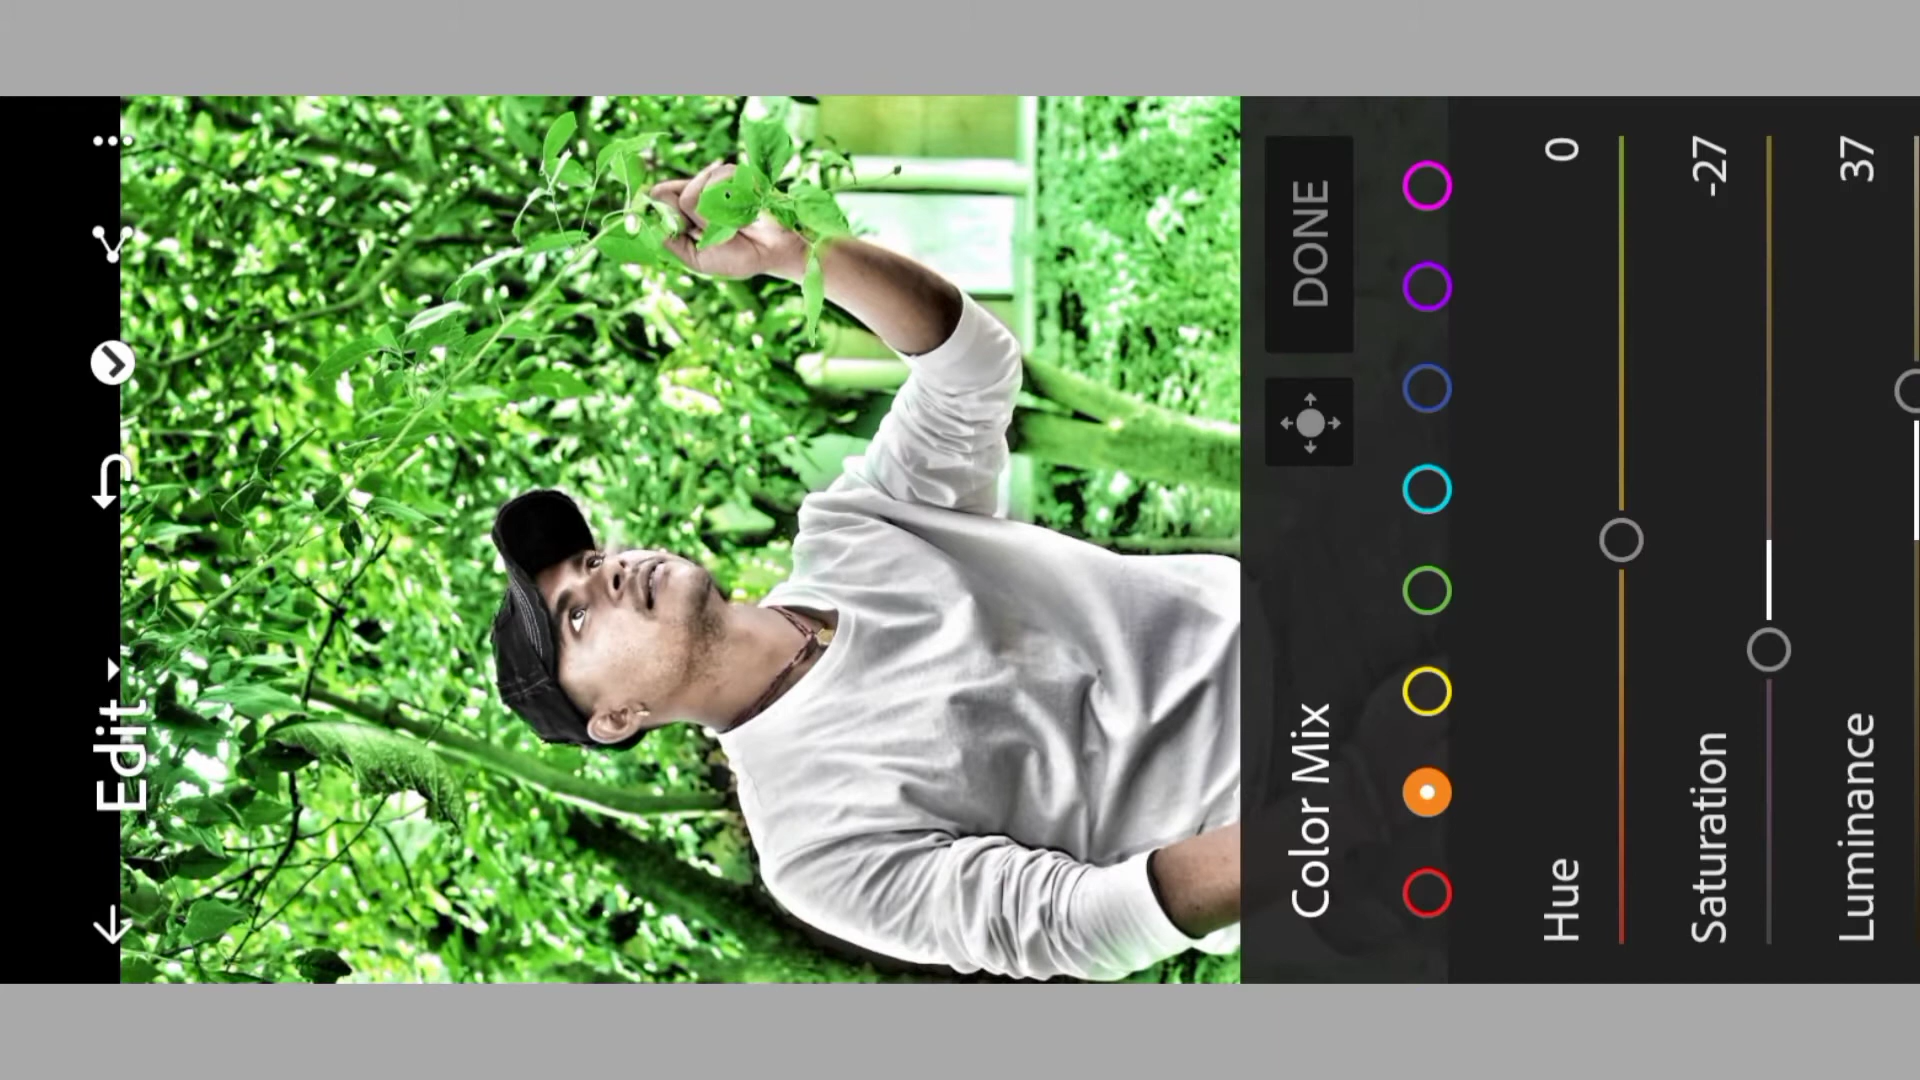 Edit
DONE
Color Mix
Hue
0
Saturation
-27
Luminance
37